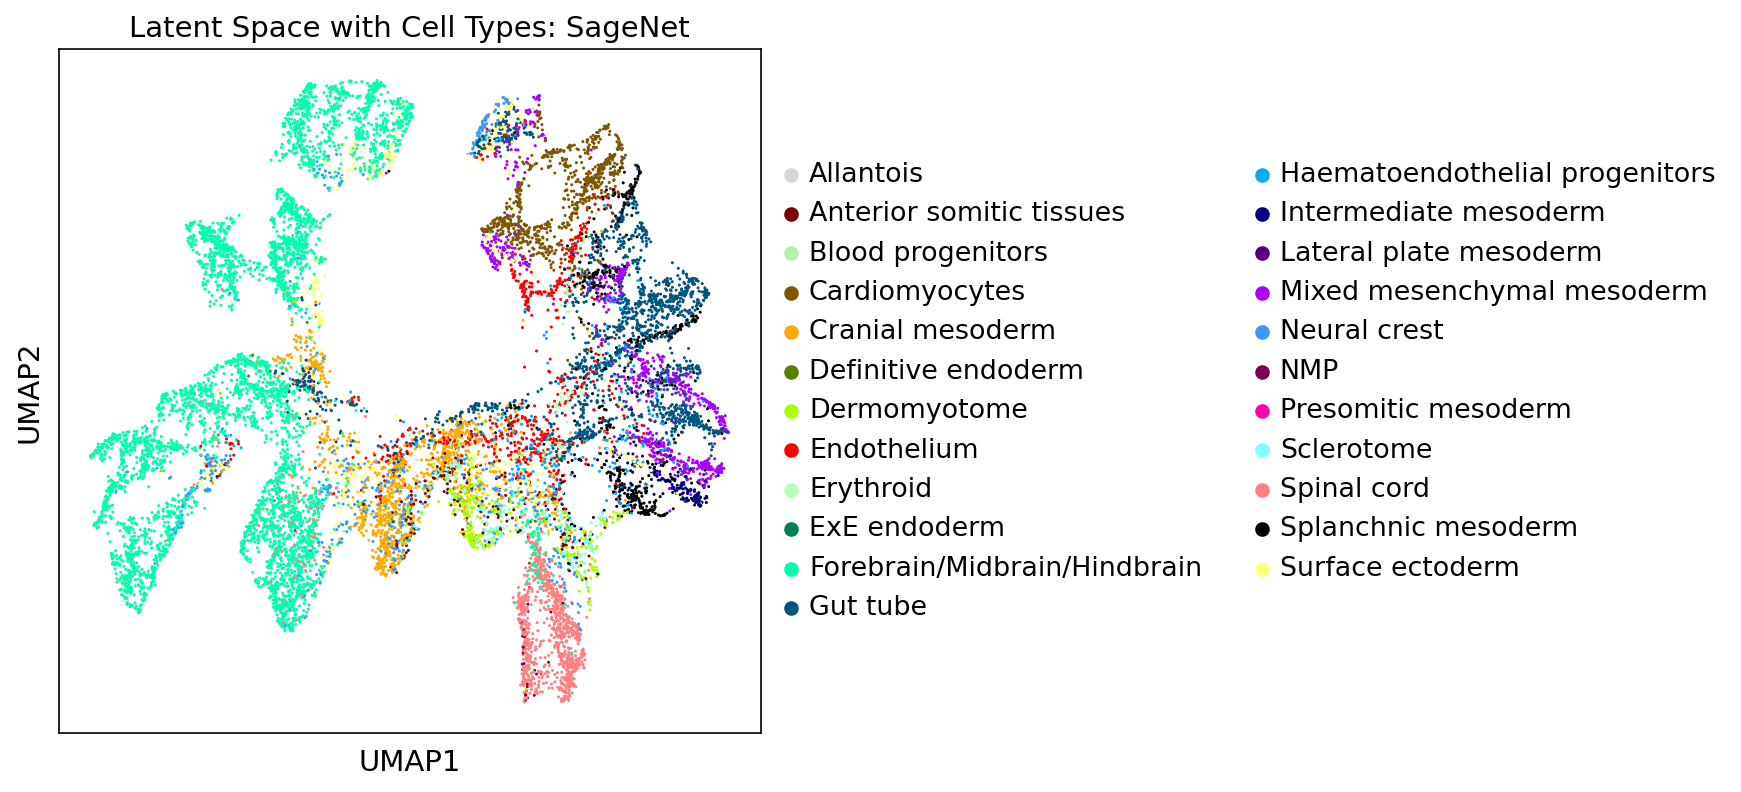 Latent Space with Cell Types: SageNet
UMAP2
UMAP1
Allantois
Anterior somitic tissues
Blood progenitors
Cardiomyocytes
Cranial mesoderm
Definitive endoderm
Dermomyotome
Endothelium
Erythroid
ExE endoderm
Forebrain/Midbrain/Hindbrain
Gut tube
Haematoendothelial progenitors
Intermediate mesoderm
Lateral plate mesoderm
Mixed mesenchymal mesoderm
Neural crest
NMP
Presomitic mesoderm
Sclerotome
Spinal cord
Splanchnic mesoderm
Surface ectoderm